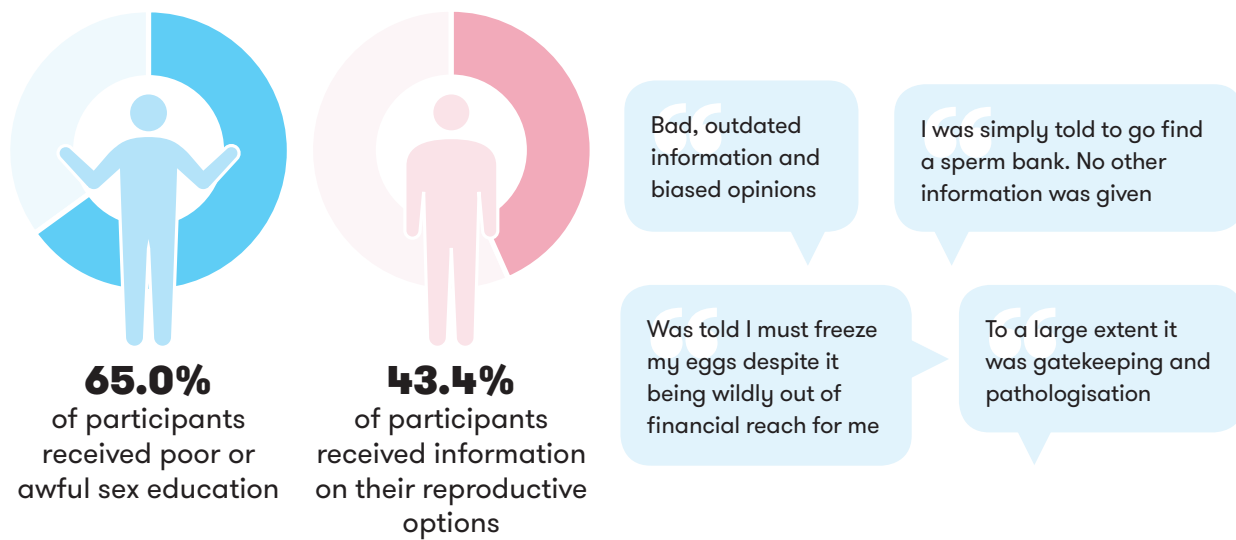 65.0%
of participants
received poor or
awful sex education
43.4%
of participants
received information
on their reproductive
options
Bad, outdated
information and
biased opinions
I was simply told to go find
a sperm bank. No other
information was given
Was told I must freeze
my eggs despite it
being wildly out of
financial reach for me
To a large extent it
was gatekeeping and
pathologisation